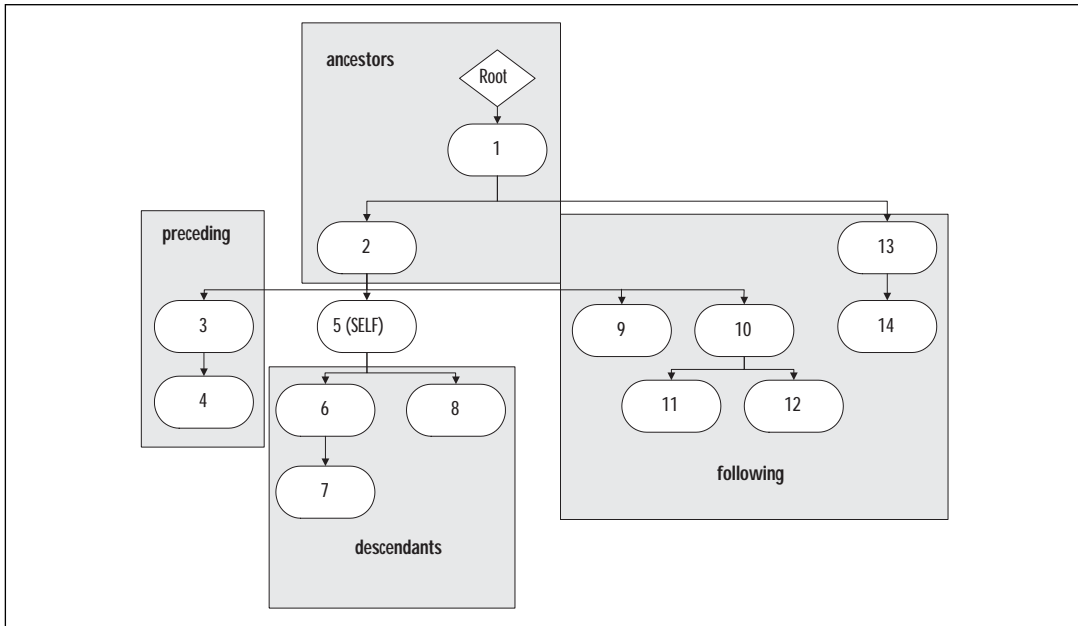 ancestors
Root
1
preceding
2
13
3
5 (SELF)
9
10
14
4
6
8
11
12
7
following
descendants